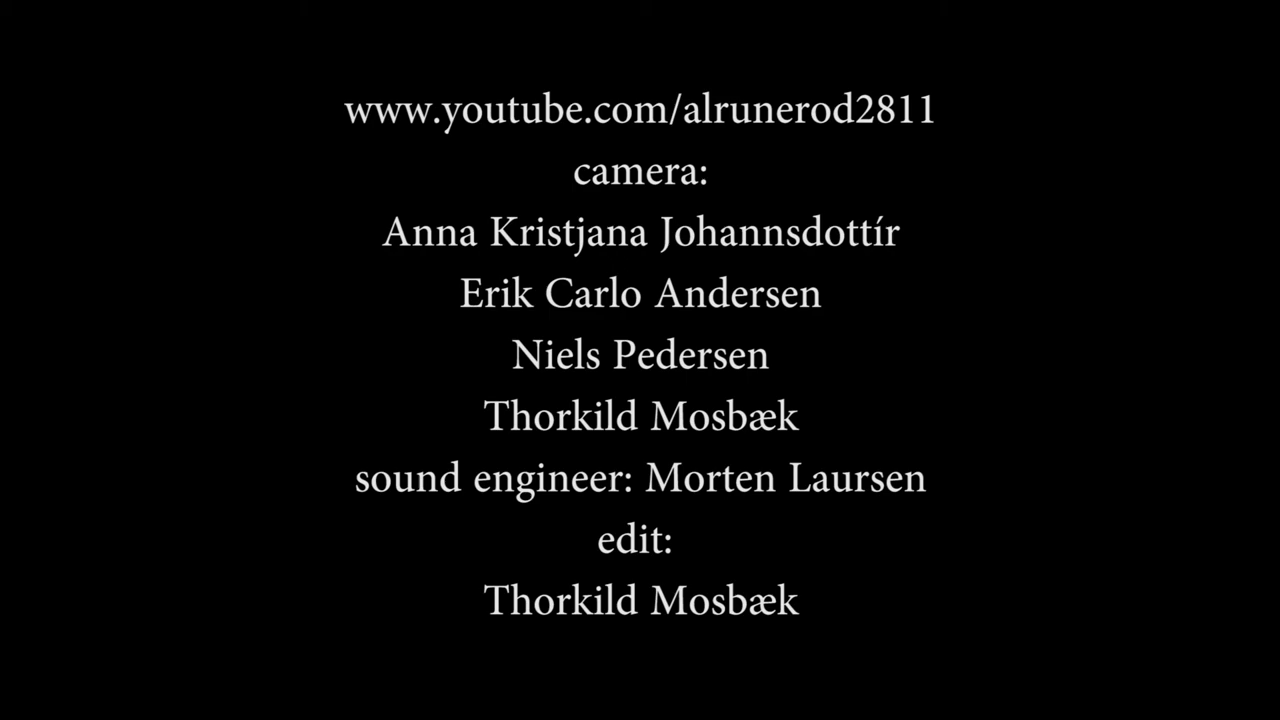 www.youtube.com/alrunerod2811
camera:
Anna Kristjana Johannsdottír
Erik Carlo Andersen
Niels Pedersen
Thorkild Mosbæk
sound engineer: Morten Laursen
edit:
Thorkild Mosbæk